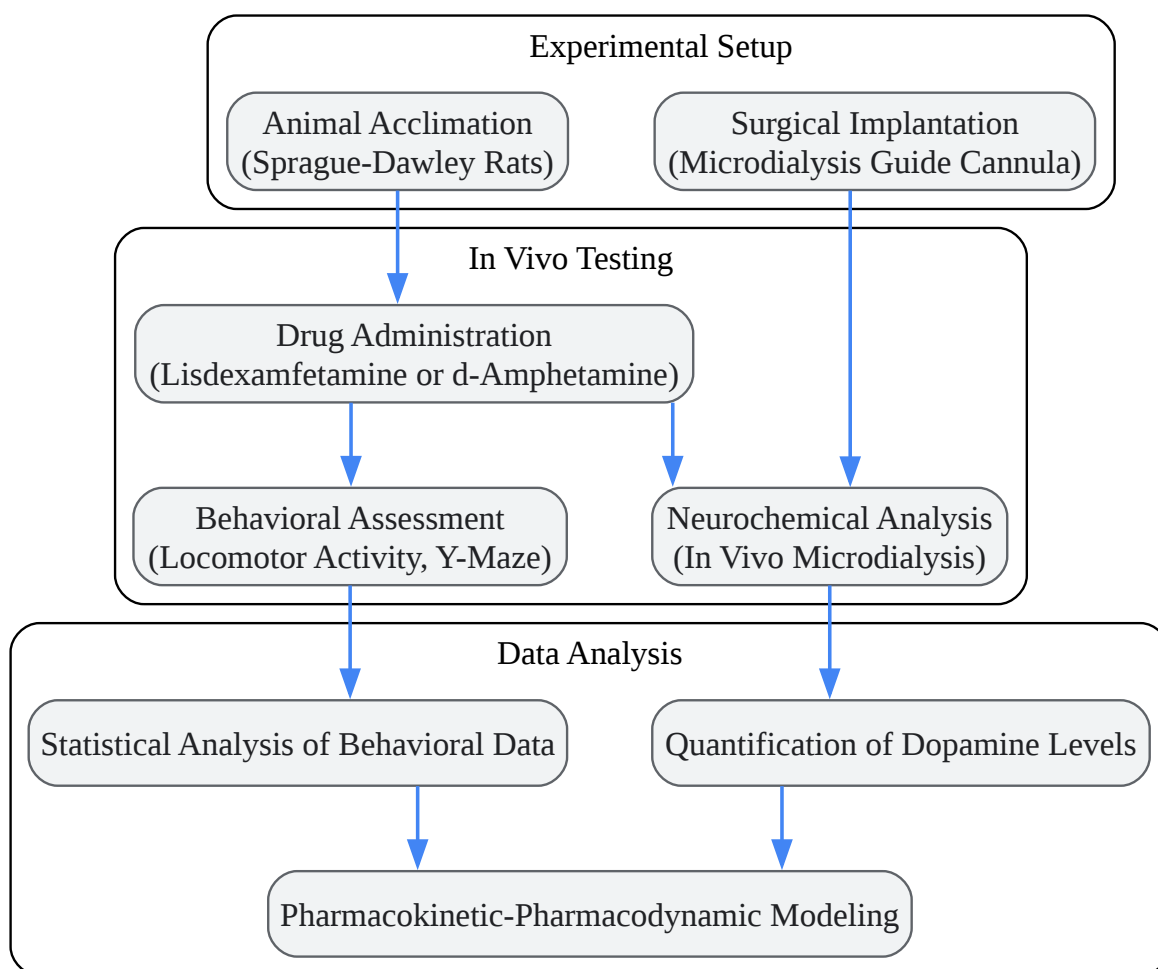 Experimental Setup
Animal Acclimation
(Sprague-Dawley Rats)
Surgical Implantation
(Microdialysis Guide Cannula)
In Vivo Testing
Drug Administration
(Lisdexamfetamine or d-Amphetamine)
Behavioral Assessment
(Locomotor Activity, Y-Maze)
Neurochemical Analysis
(In Vivo Microdialysis)
Data Analysis
Statistical Analysis of Behavioral Data
Quantification of Dopamine Levels
Pharmacokinetic-Pharmacodynamic Modeling